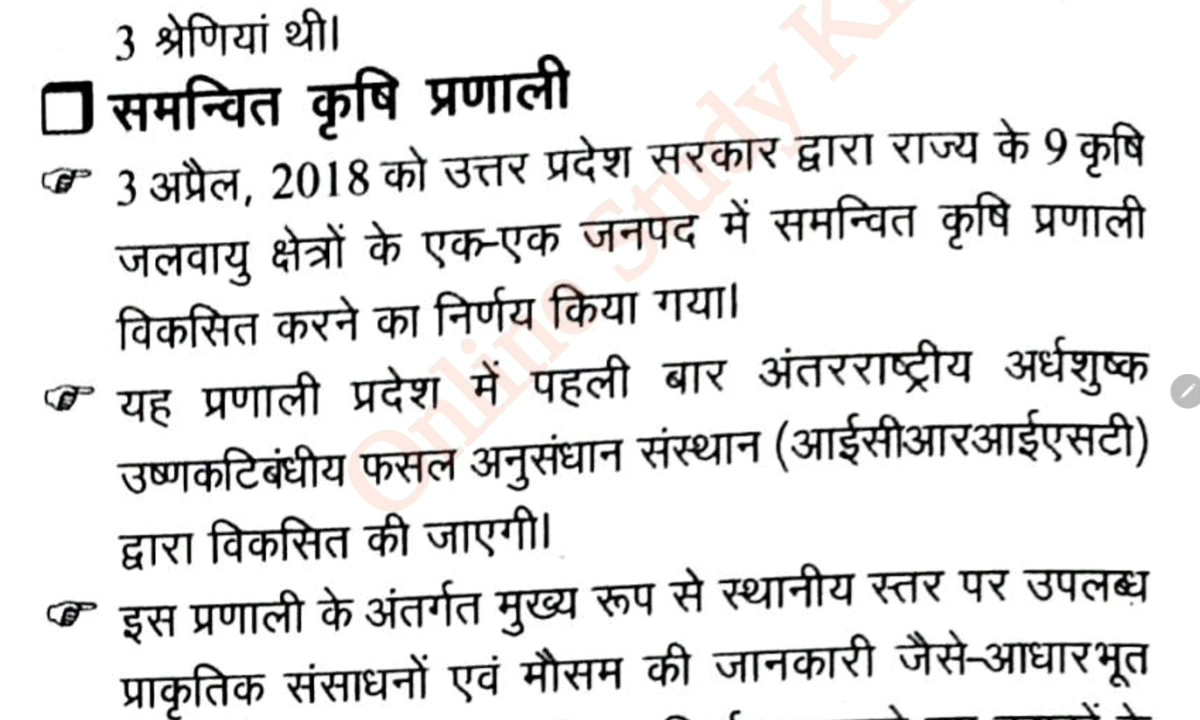 3 श्रेणियां थी।
समन्वित कृषि प्रणाली
3 अप्रैल, 2018 को उत्तर प्रदेश सरकार द्वारा राज्य के 9 कृषि
जलवायु क्षेत्रों के एक-एक जनपद में समन्वित कृषि प्रणाली
विकसित करने का निर्णय किया गया।
यह प्रणाली प्रदेश में पहली बार अंतरराष्ट्रीय अर्धशुष्क
उष्णकटिबंधीय फसल अनुसंधान संस्थान (आईसीआरआईएसटी)
द्वारा विकसित की जाएगी।
इस प्रणाली के अंतर्गत मुख्य रूप से स्थानीय स्तर पर उपलब्ध
प्राकृतिक संसाधनों एवं मौसम की जानकारी जैसे-आधारभूत
Online Study